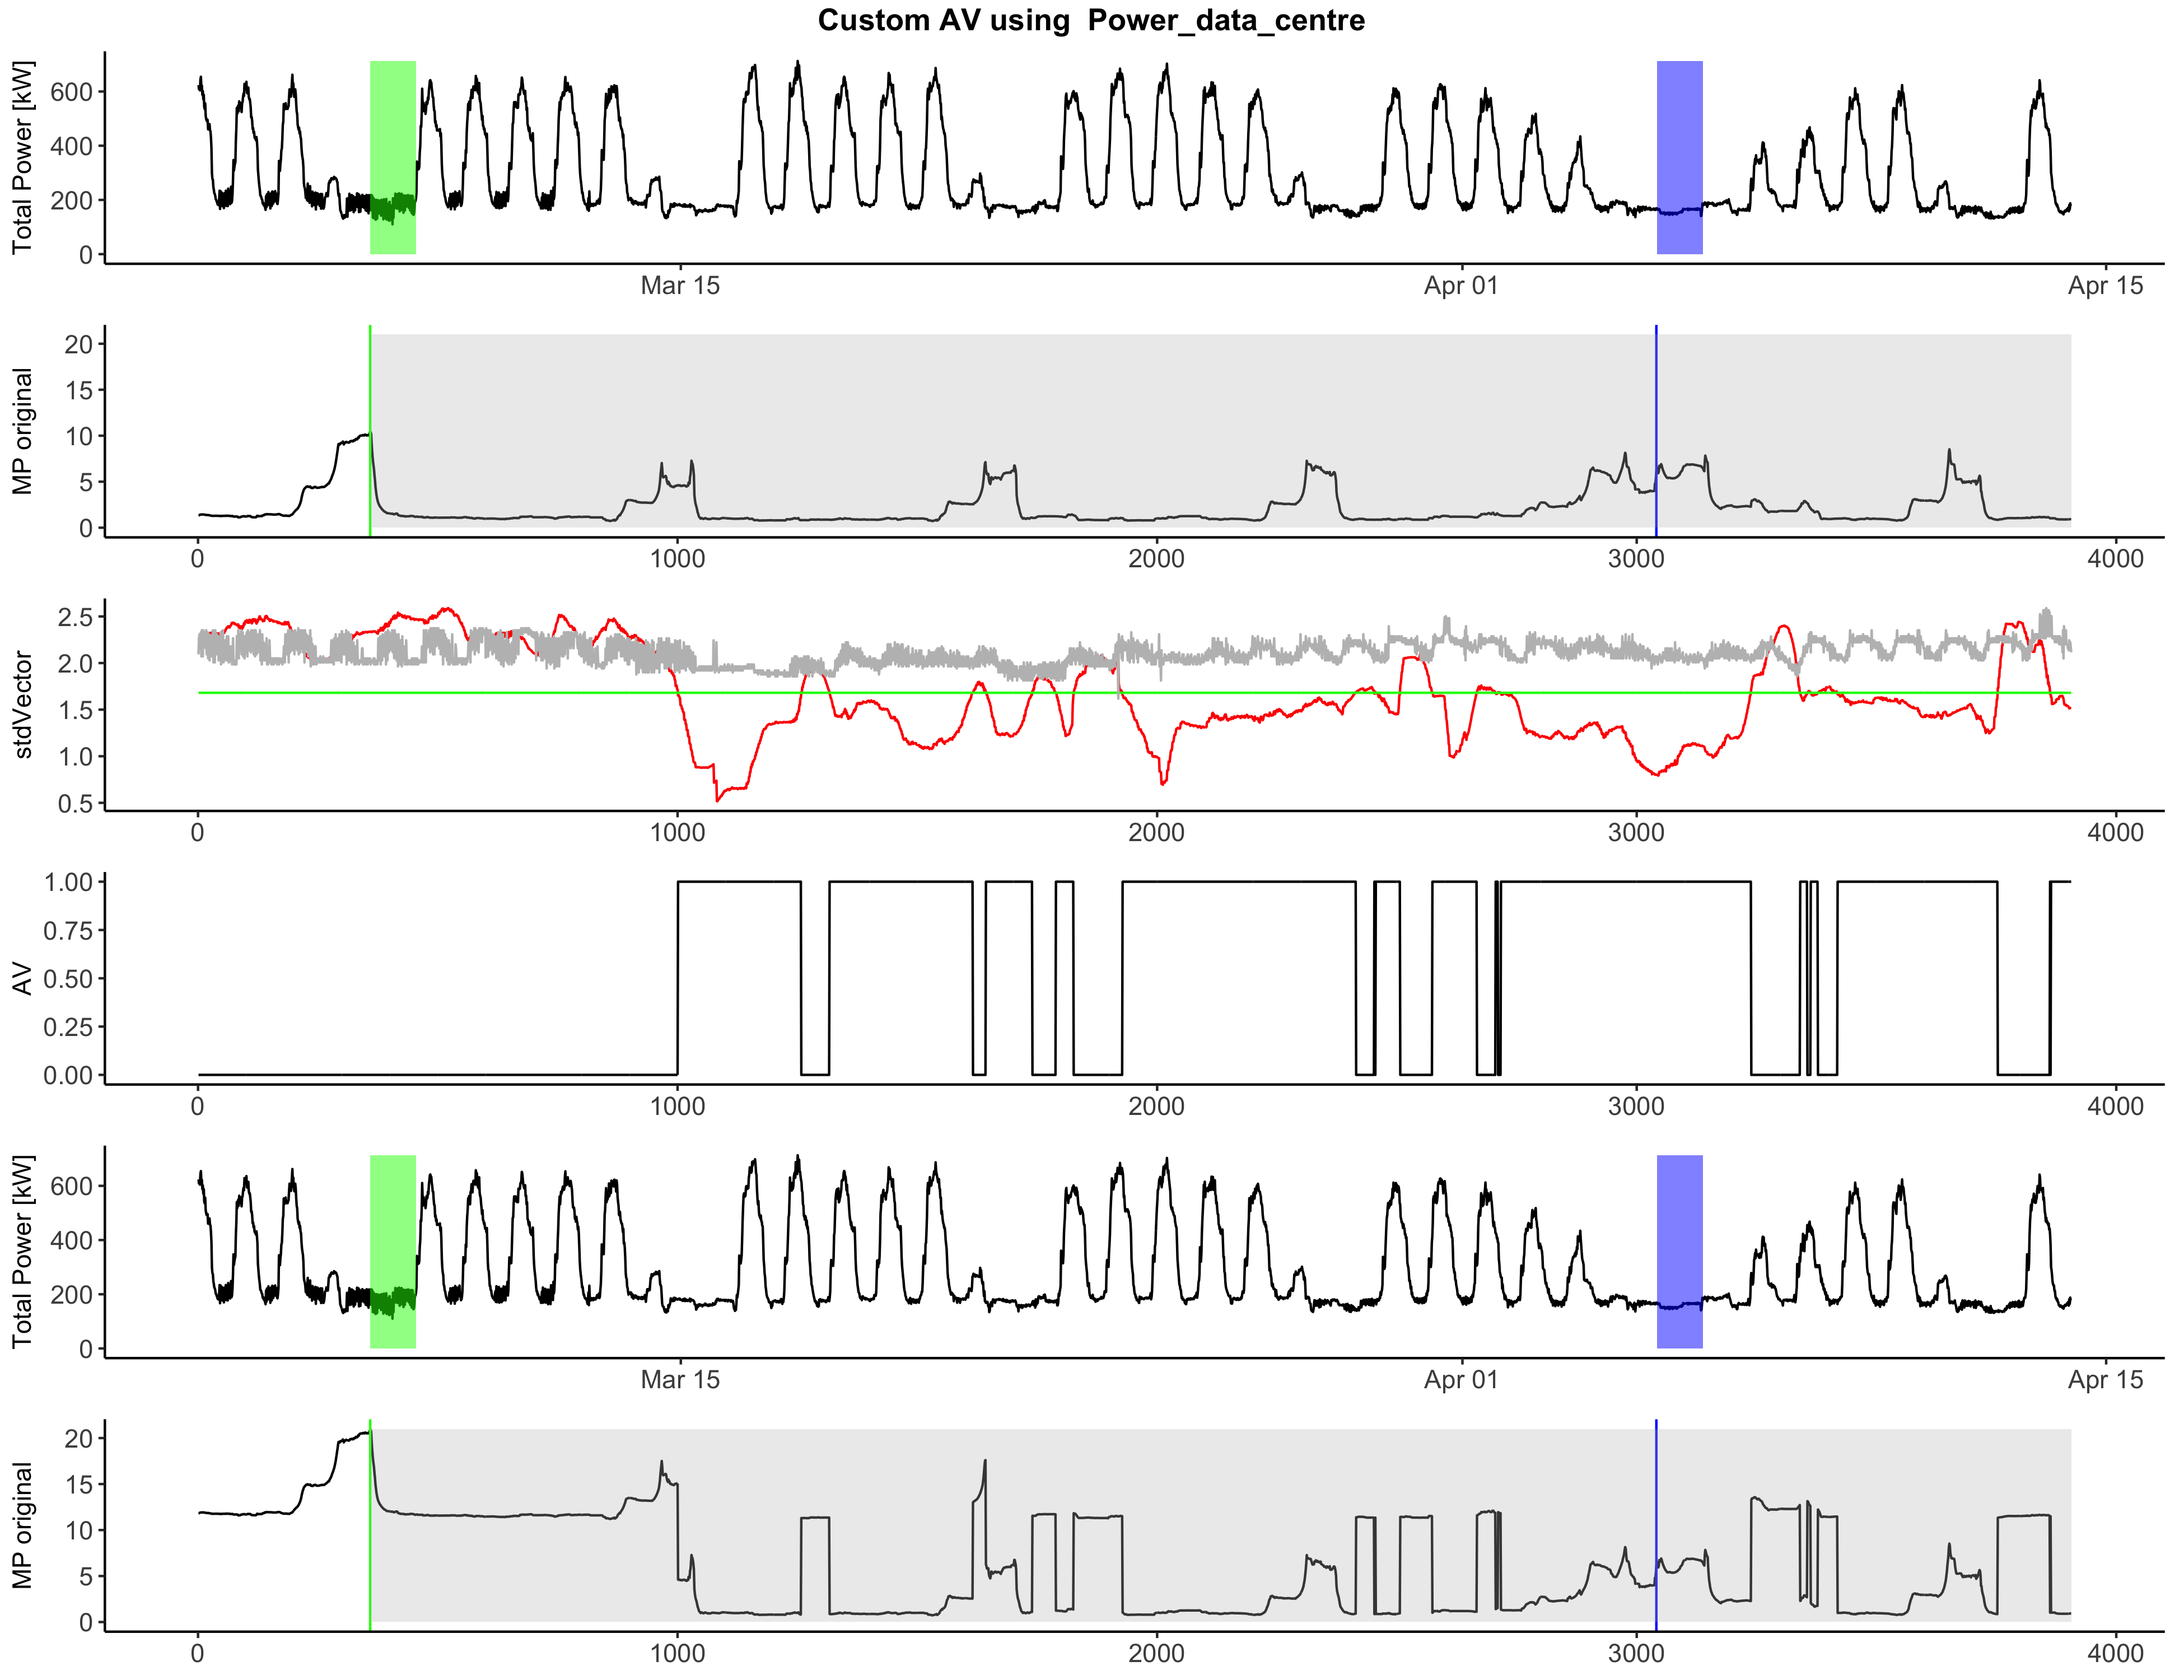 Custom AV using  Power_data_centre
Total Power [kW]
600
400
200
0
Mar 15 Apr 01 Apr 15
MP original
20
15
10
5
0
0 1000 2000 3000 4000
stdVector
2.5
2.0
1.5
1.0
0.5
0 1000 2000 3000 4000
AV
1.00
0.75
0.50
0.25
0.00
0 1000 2000 3000 4000
Total Power [kW]
600
400
200
0
Mar 15 Apr 01 Apr 15
MP original
20
15
10
5
0
0 1000 2000 3000 4000